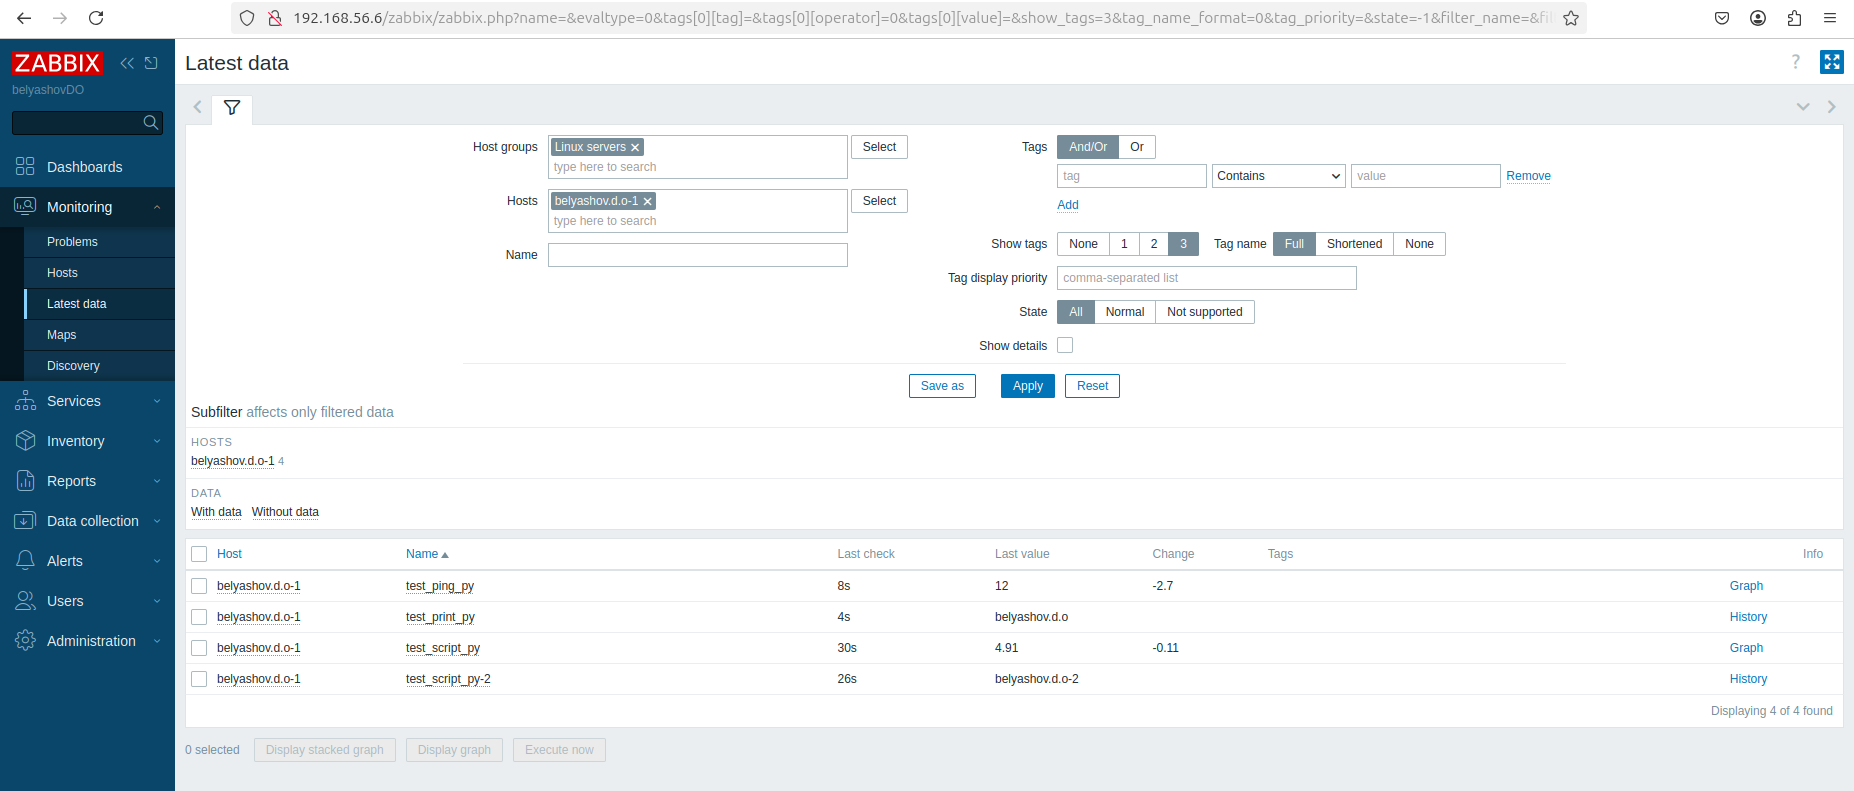 192.168.56.6/zabbix/zabbix.php?name=&evaltype=0&tags[0][tag]=&tags[0][operator]=0&tags[0][value]=&show_tags=3&tag_name_format=0&tag_priority=&state=-1&filter_name=&fil
ZABBIX
belyashovDO
Dashboards
Monitoring
Problems
Hosts
Latest data
Maps
Discovery
Services
Inventory
Reports
Data collection
Alerts
Users
Administration
Latest data
?
Host groups Linux servers Select
type here to search
Hosts belyashov.d.o-1 Select
type here to search
Name
Tags And/Or Or
tag Contains value Remove
Add
Show tags None 1 2 3 Tag name Full Shortened None
Tag display priority comma-separated list
State All Normal Not supported
Show details
Save as Apply Reset
Subfilter affects only filtered data
HOSTS
belyashov.d.o-1 4
DATA
With data Without data
Host Name Last check Last value Change Tags Info
belyashov.d.o-1 test_ping_py 8s 12 -2.7 Graph
belyashov.d.o-1 test_print_py 4s belyashov.d.o History
belyashov.d.o-1 test_script_py 30s 4.91 -0.11 Graph
belyashov.d.o-1 test_script_py-2 26s belyashov.d.o-2 History
Displaying 4 of 4 found
0 selected Display stacked graph Display graph Execute now